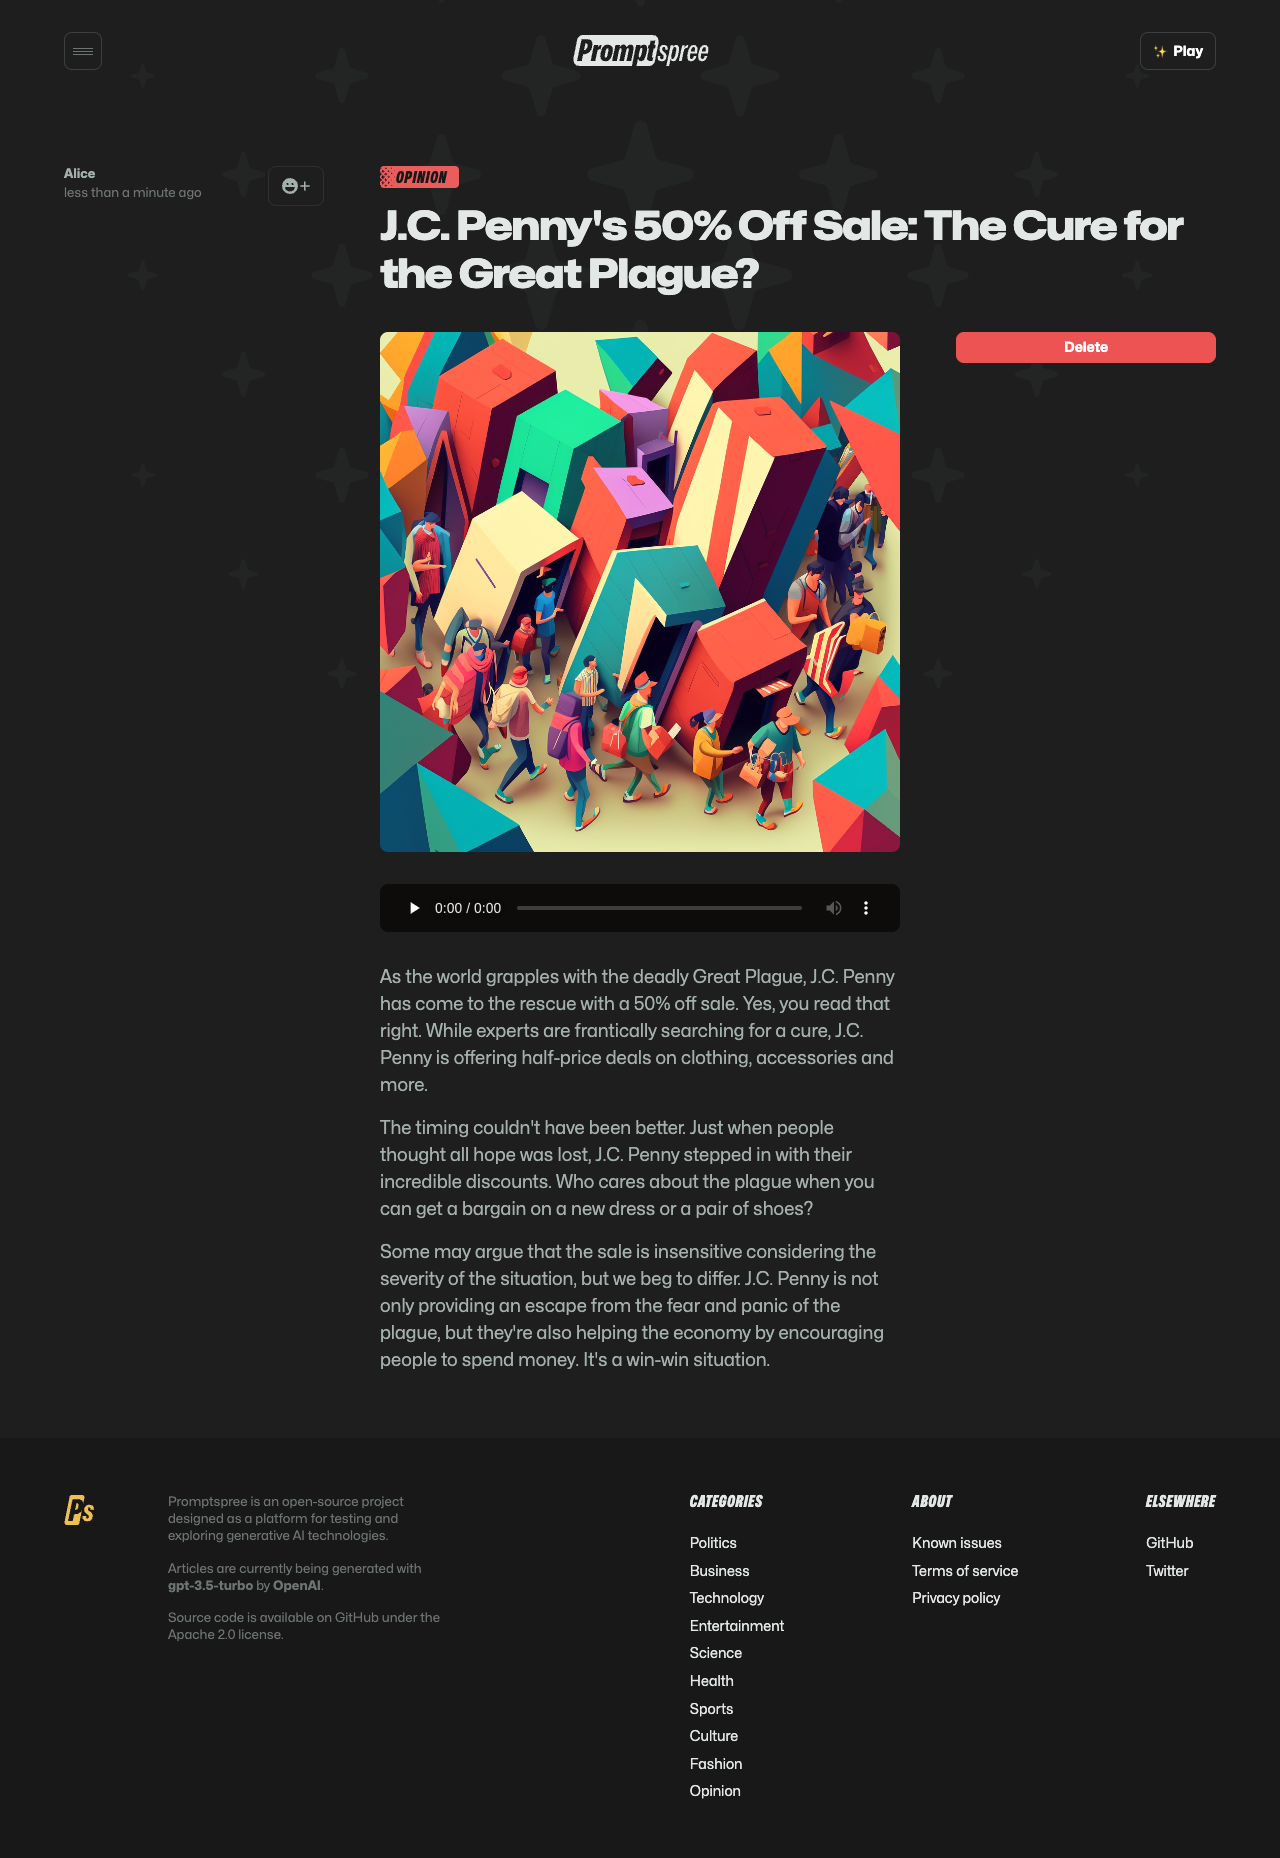 Promptspree
Play
Alice
less than a minute ago
OPINION
J.C. Penny's 50% Off Sale: The Cure for
the Great Plague?
Delete
0:00 / 0:00
As the world grapples with the deadly Great Plague, J.C. Penny
has come to the rescue with a 50% off sale. Yes, you read that
right. While experts are frantically searching for a cure, J.C.
Penny is offering half-price deals on clothing, accessories and
more.
The timing couldn't have been better. Just when people
thought all hope was lost, J.C. Penny stepped in with their
incredible discounts. Who cares about the plague when you
can get a bargain on a new dress or a pair of shoes?
Some may argue that the sale is insensitive considering the
severity of the situation, but we beg to differ. J.C. Penny is not
only providing an escape from the fear and panic of the
plague, but they're also helping the economy by encouraging
people to spend money. It's a win-win situation.
Ps
Promptspree is an open-source project
designed as a platform for testing and
exploring generative AI technologies.
Articles are currently being generated with
gpt-3.5-turbo by OpenAI.
Source code is available on GitHub under the
Apache 2.0 license.
CATEGORIES
Politics
Business
Technology
Entertainment
Science
Health
Sports
Culture
Fashion
Opinion
ABOUT
Known issues
Terms of service
Privacy policy
ELSEWHERE
GitHub
Twitter